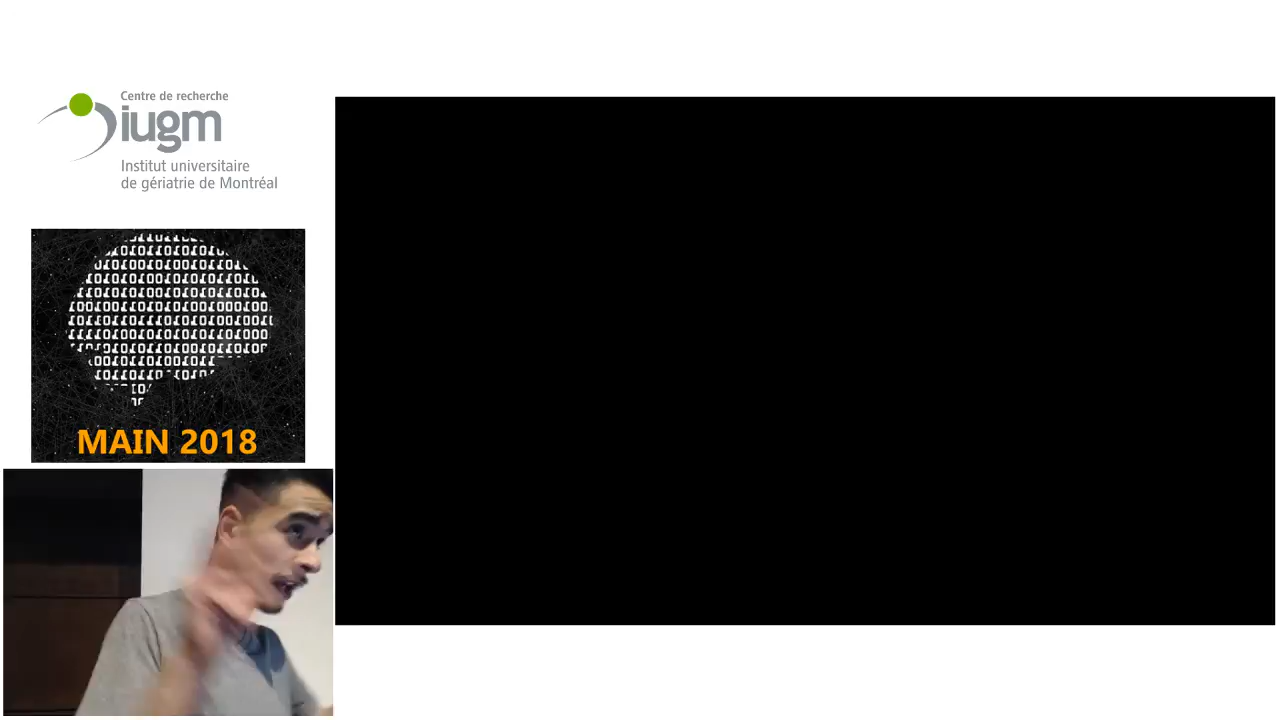 Centre de recherche
iugm
Institut universitaire
de gériatrie de Montréal
MAIN 2018